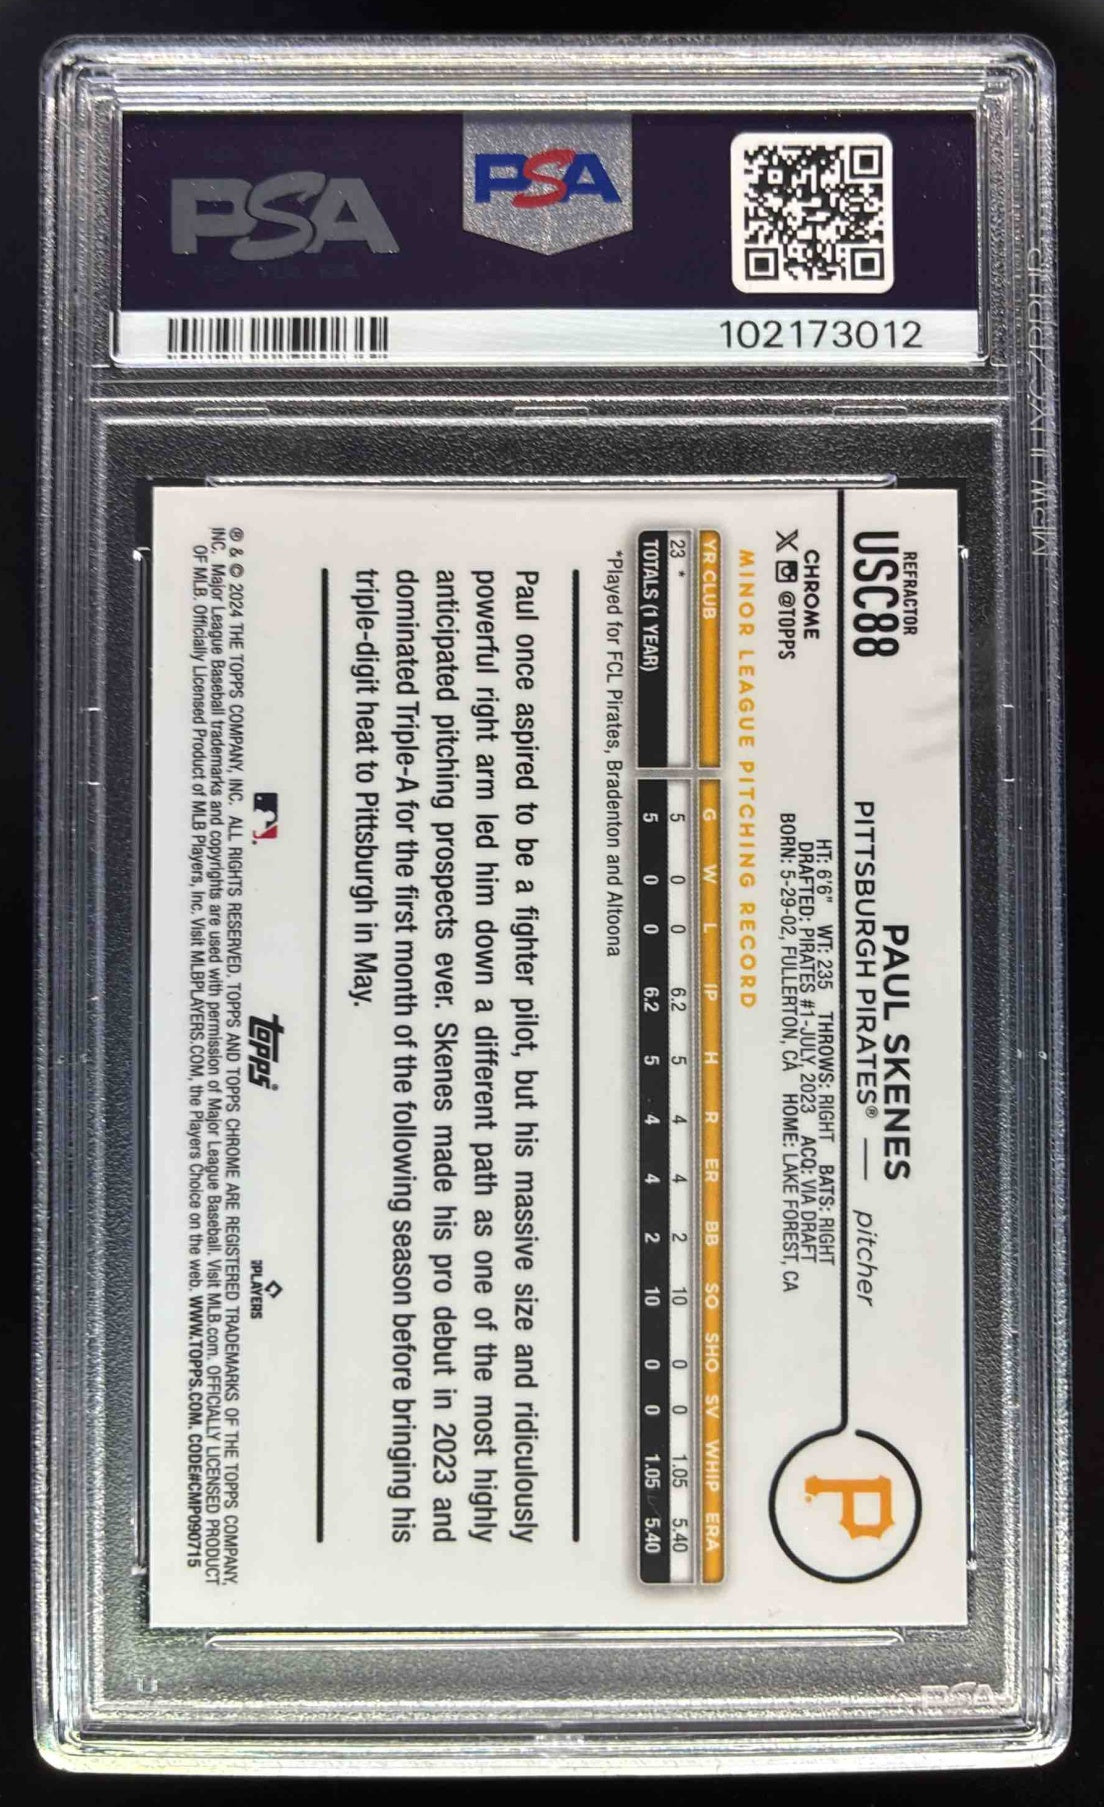 PSA
PSA
102173012
REFRACTOR
USC88
CHROME
X @TOPPS
PAUL SKENES
PITTSBURGH PIRATES® — pitcher
HT: 6'6" WT: 235 THROWS: RIGHT BATS: RIGHT
DRAFTED: PIRATES #1-JULY, 2023 ACQ: VIA DRAFT
BORN: 5-29-02, FULLERTON, CA HOME: LAKE FOREST, CA
P
MINOR LEAGUE PITCHING RECORD
YR CLUB G W L IP H R ER BB SO SHO SV WHIP ERA
23 * 5 0 0 6.2 5 4 4 2 10 0 0 1.05 5.40
TOTALS (1 YEAR) 5 0 0 6.2 5 4 4 2 10 0 0 1.05 5.40
*Played for FCL Pirates, Bradenton and Altoona
Paul once aspired to be a fighter pilot, but his massive size and ridiculously
powerful right arm led him down a different path as one of the most highly
anticipated pitching prospects ever. Skenes made his pro debut in 2023 and
dominated Triple-A for the first month of the following season before bringing his
triple-digit heat to Pittsburgh in May.
topps®
PLAYERS
® & © 2024 THE TOPPS COMPANY, INC. ALL RIGHTS RESERVED. TOPPS AND TOPPS CHROME ARE REGISTERED TRADEMARKS OF THE TOPPS COMPANY,
INC. Major League Baseball trademarks and copyrights are used with permission of Major League Baseball. Visit MLB.com. OFFICIALLY LICENSED PRODUCT
OF MLB. Officially Licensed Product of MLB Players, Inc. Visit MLBPLAYERS.COM, the Players Choice on the web. WWW.TOPPS.COM. CODE#CMP090715
PSA